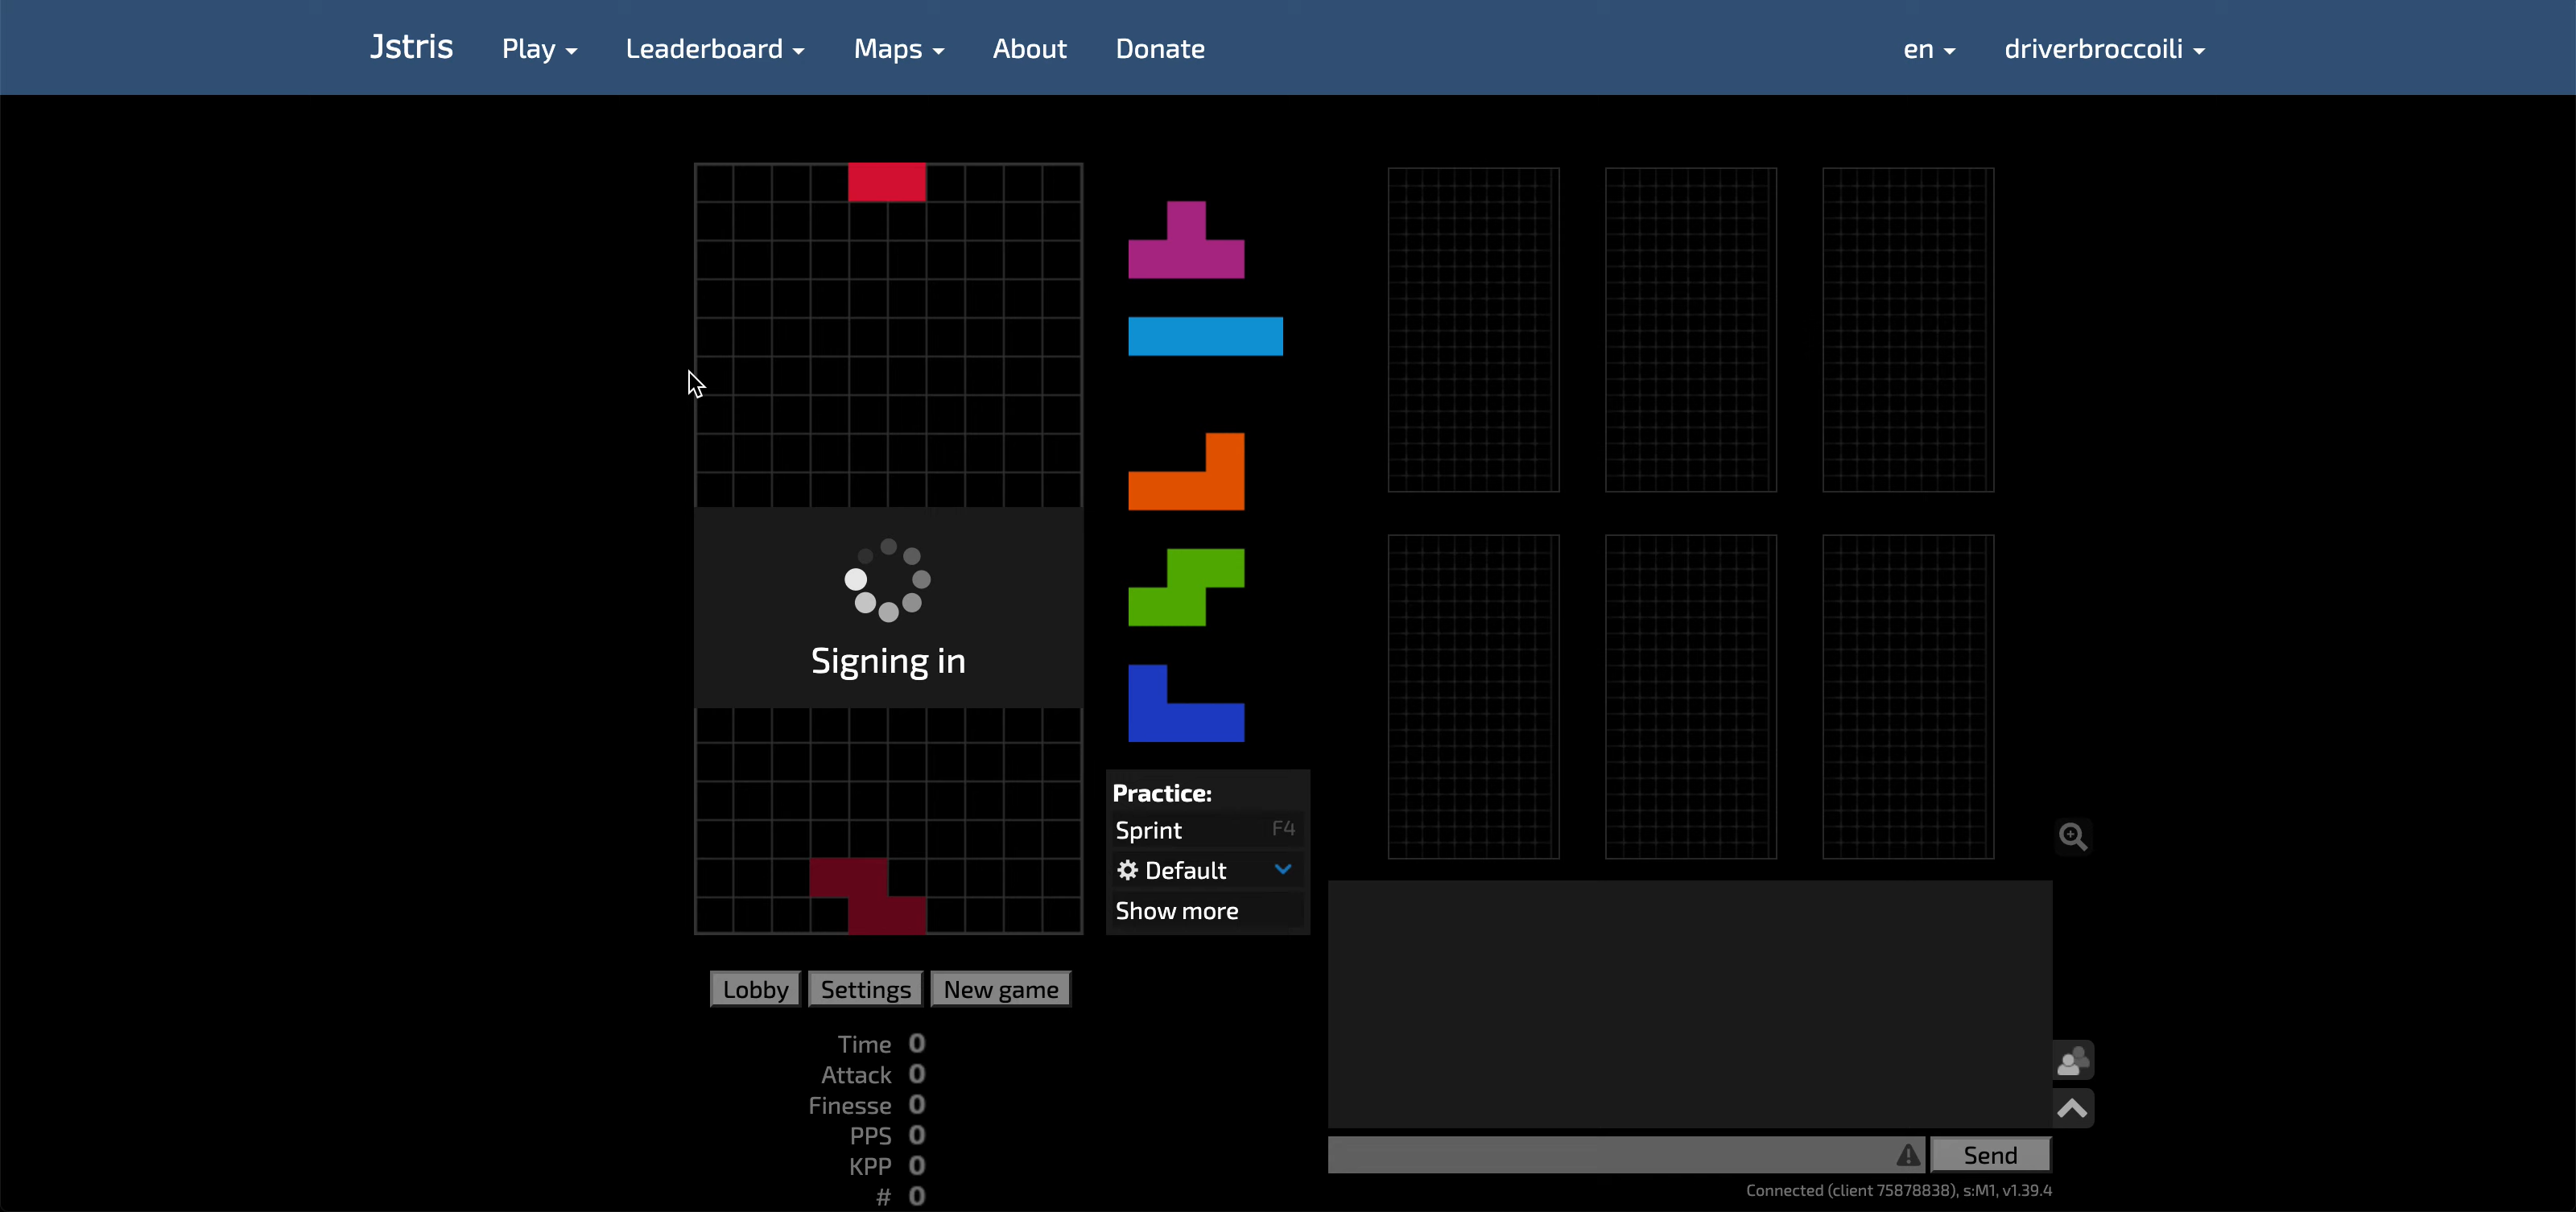 Jstris Play Leaderboard Maps About Donate en driverbroccoili
Signing in
Practice:
Sprint F4
Default
Show more
Lobby Settings New game
Time 0
Attack 0
Finesse 0
PPS 0
KPP 0
# 0
Send
Connected (client 75878838), s:M1, v1.39.4